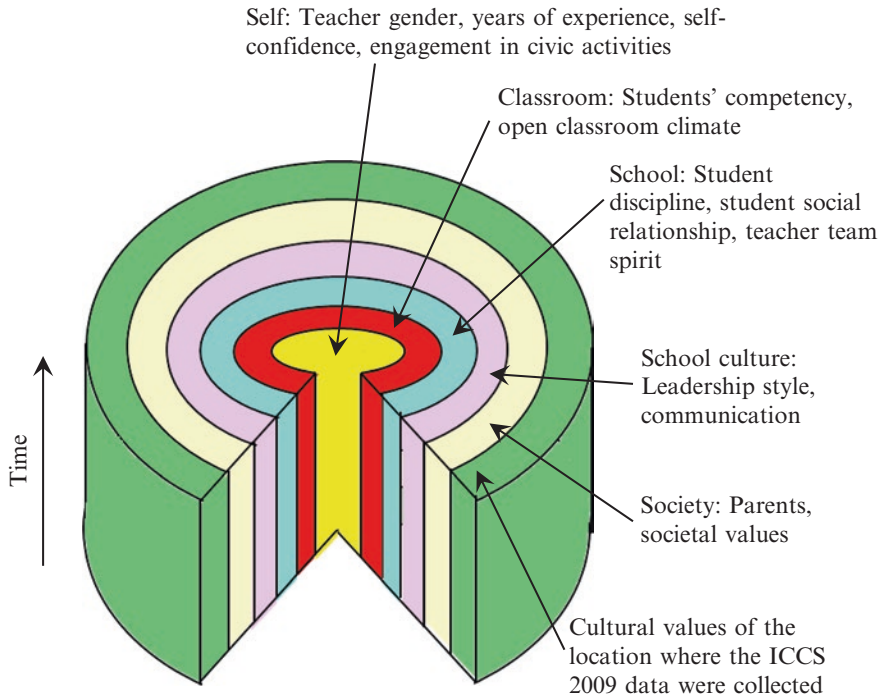 Self: Teacher gender, years of experience, self-
confidence, engagement in civic activities
Classroom: Students’ competency,
open classroom climate
School: Student
discipline, student social
relationship, teacher team
spirit
School culture:
Leadership style,
communication
Time
Society: Parents,
societal values
Cultural values of the
location where the ICCS
2009 data were collected